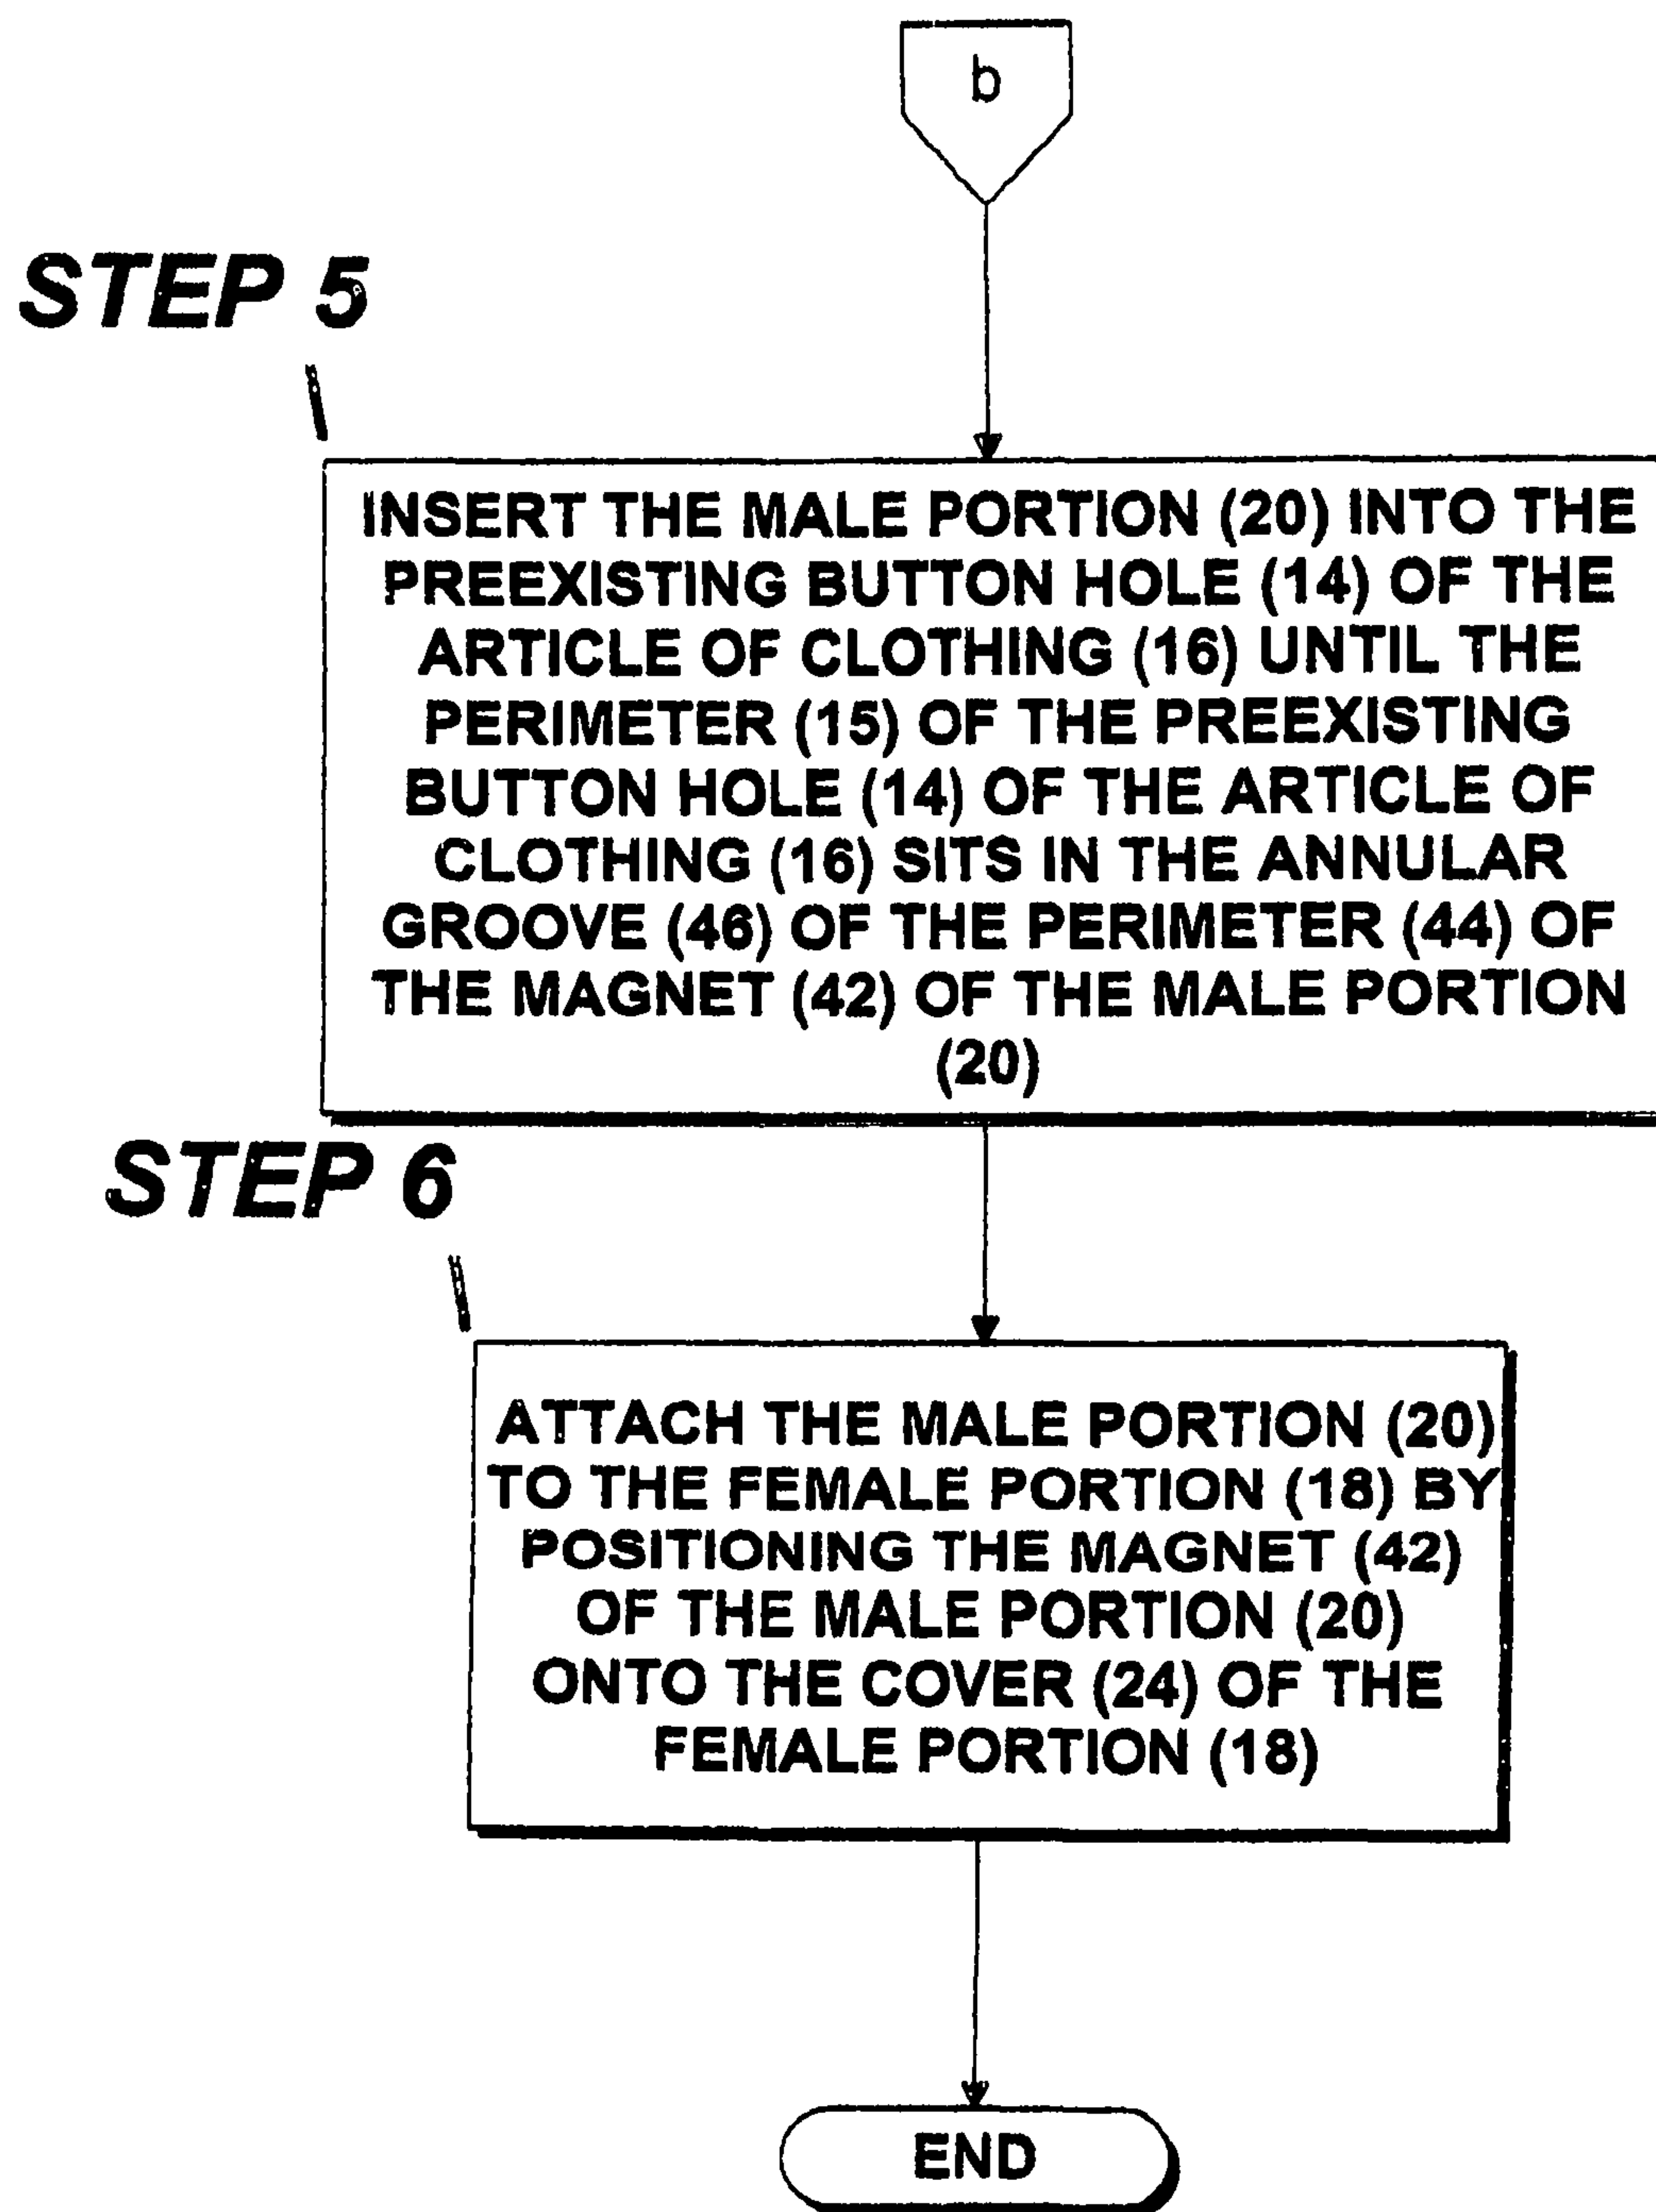 b
STEP 5
INSERT THE MALE PORTION (20) INTO THE
PREEXISTING BUTTON HOLE (14) OF THE
ARTICLE OF CLOTHING (16) UNTIL THE
PERIMETER (15) OF THE PREEXISTING
BUTTON HOLE (14) OF THE ARTICLE OF
CLOTHING (16) SITS IN THE ANNULAR
GROOVE (46) OF THE PERIMETER (44) OF
THE MAGNET (42) OF THE MALE PORTION
(20)
STEP 6
ATTACH THE MALE PORTION (20)
TO THE FEMALE PORTION (18) BY
POSITIONING THE MAGNET (42)
OF THE MALE PORTION (20)
ONTO THE COVER (24) OF THE
FEMALE PORTION (18)
END